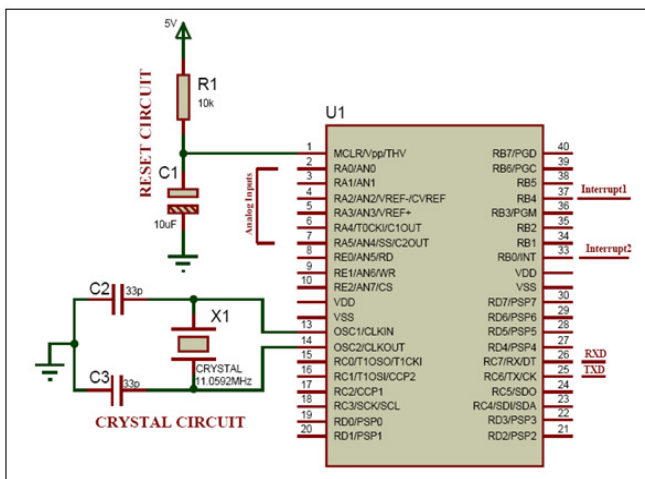 5V
R1
10k
RESET CIRCUIT
C1
10uF
U1
Analog Inputs
1 MCLR/Vpp/THV RB7/PGD 40
2 RA0/AN0 RB6/PGC 39
3 RA1/AN1 RB5 38
4 RA2/AN2/VREF-/CVREF RB4 37 Interrupt1
5 RA3/AN3/VREF+ RB3/PGM 36
6 RA4/T0CKI/C1OUT RB2 35
7 RA5/AN4/SS/C2OUT RB1 34
8 RE0/AN5/RD RB0/INT 33 Interrupt2
9 RE1/AN6/WR VDD
10 RE2/AN7/CS VSS
VDD RD7/PSP7 30
VSS RD6/PSP6 29
13 OSC1/CLKIN RD5/PSP5 28
14 OSC2/CLKOUT RD4/PSP4 27
15 RC0/T1OSO/T1CKI RC7/RX/DT 26 RXD
16 RC1/T1OSI/CCP2 RC6/TX/CK 25 TXD
17 RC2/CCP1 RC5/SDO 24
18 RC3/SCK/SCL RC4/SDI/SDA 23
19 RD0/PSP0 RD3/PSP3 22
20 RD1/PSP1 RD2/PSP2 21
C2
33p
X1
CRYSTAL
11.0592MHz
C3
33p
CRYSTAL CIRCUIT